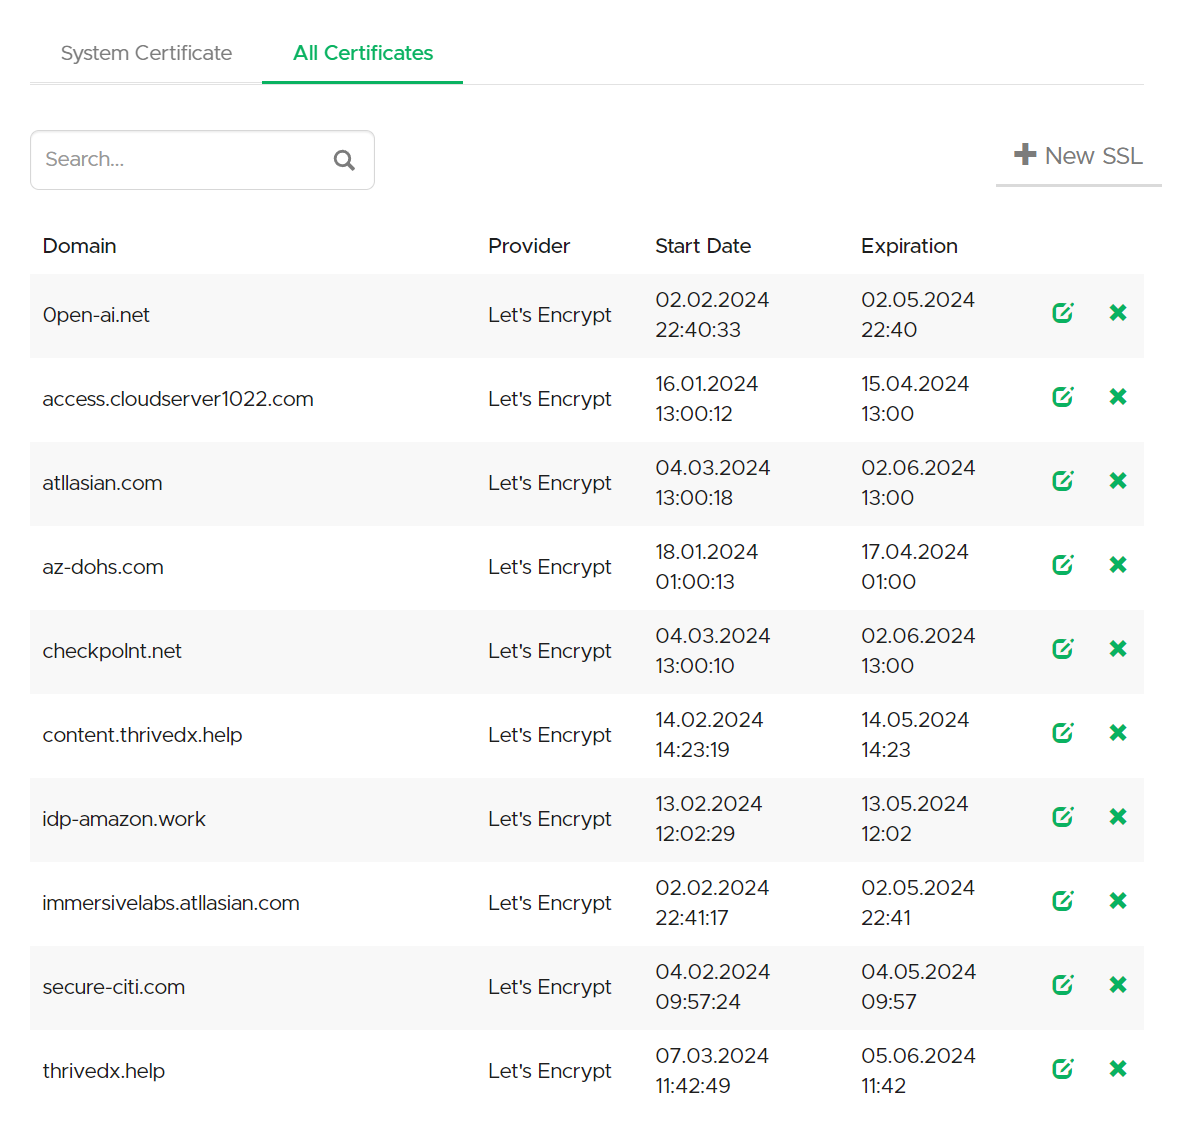 System Certificate All Certificates
Search...
New SSL
Domain Provider Start Date Expiration
0pen-ai.net Let's Encrypt 02.02.2024 02.05.2024
22:40:33 22:40
access.cloudserver1022.com Let's Encrypt 16.01.2024 15.04.2024
13:00:12 13:00
atllasian.com Let's Encrypt 04.03.2024 02.06.2024
13:00:18 13:00
az-dohs.com Let's Encrypt 18.01.2024 17.04.2024
01:00:13 01:00
checkpolnt.net Let's Encrypt 04.03.2024 02.06.2024
13:00:10 13:00
content.thrivedx.help Let's Encrypt 14.02.2024 14.05.2024
14:23:19 14:23
idp-amazon.work Let's Encrypt 13.02.2024 13.05.2024
12:02:29 12:02
immersivelabs.atllasian.com Let's Encrypt 02.02.2024 02.05.2024
22:41:17 22:41
secure-citi.com Let's Encrypt 04.02.2024 04.05.2024
09:57:24 09:57
thrivedx.help Let's Encrypt 07.03.2024 05.06.2024
11:42:49 11:42